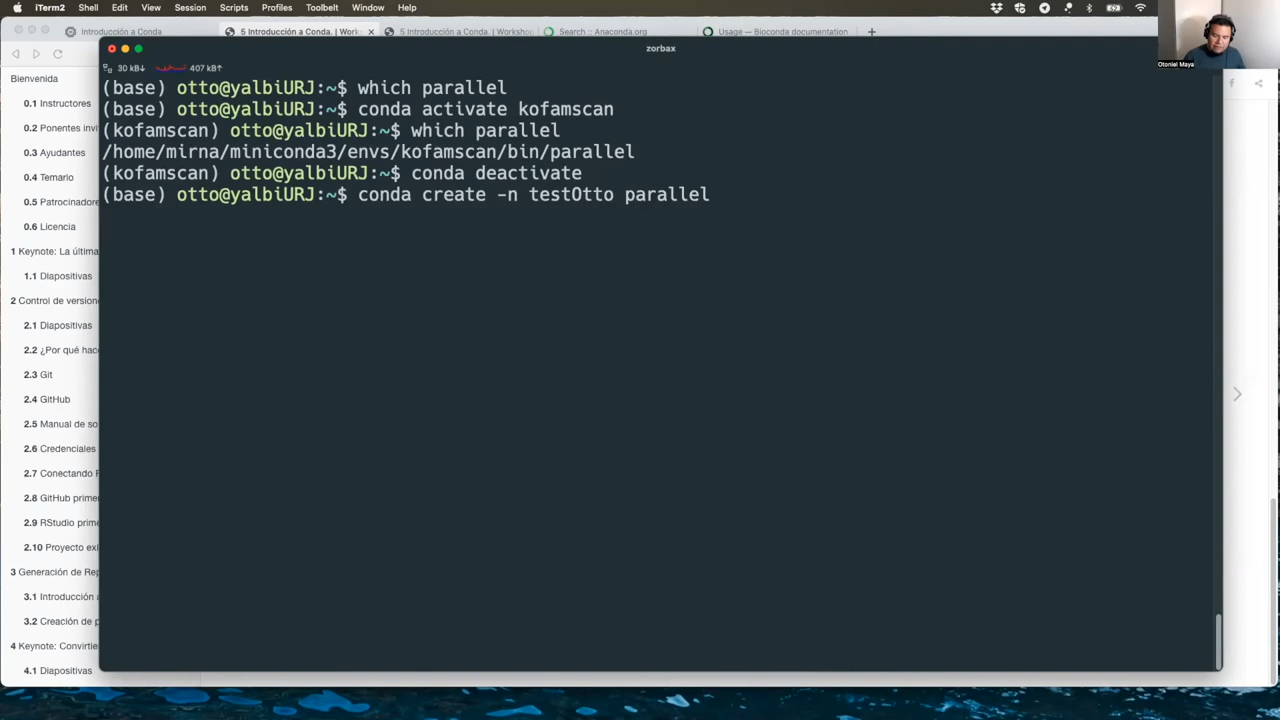 iTerm2 Shell Edit View Session Scripts Profiles Toolbelt Window Help
Introducción a Conda
5 Introducción a Conda. | Work
5 Introducción a Conda. | Workshop
Search :: Anaconda.org
Usage — Bioconda documentation
zorbax
30 kB↓ 407 kB↑
(base) otto@yalbiURJ:~$ which parallel
(base) otto@yalbiURJ:~$ conda activate kofamscan
(kofamscan) otto@yalbiURJ:~$ which parallel
/home/mirna/miniconda3/envs/kofamscan/bin/parallel
(kofamscan) otto@yalbiURJ:~$ conda deactivate
(base) otto@yalbiURJ:~$ conda create -n testOtto parallel
Bienvenida
0.1 Instructores
0.2 Ponentes invi
0.3 Ayudantes
0.4 Temario
0.5 Patrocinadore
0.6 Licencia
1 Keynote: La última
1.1 Diapositivas
2 Control de versione
2.1 Diapositivas
2.2 ¿Por qué hace
2.3 Git
2.4 GitHub
2.5 Manual de so
2.6 Credenciales
2.7 Conectando R
2.8 GitHub prime
2.9 RStudio prime
2.10 Proyecto exi
3 Generación de Rep
3.1 Introducción a
3.2 Creación de p
4 Keynote: Convirtie
4.1 Diapositivas
Otoniel Maya